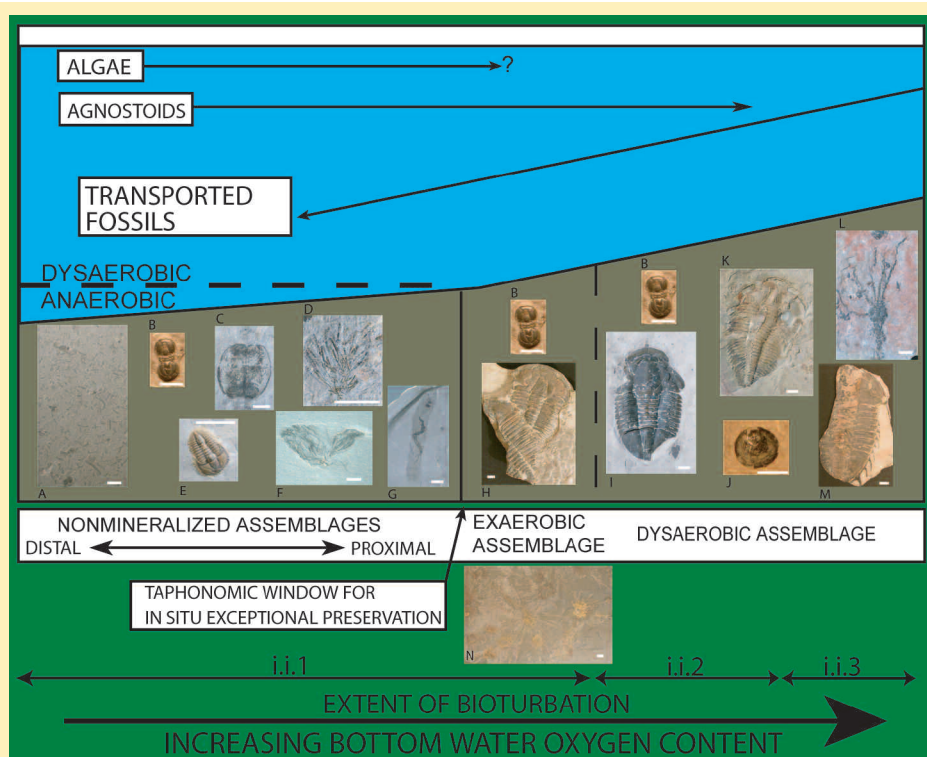 ALGAE
?
AGNOSTOIDS
TRANSPORTED
FOSSILS
DYSAEROBIC
ANAEROBIC
A
B
C
D
E
F
G
B
H
B
I
K
J
L
M
NONMINERALIZED ASSEMBLAGES
DISTAL
PROXIMAL
EXAEROBIC
ASSEMBLAGE
DYSAEROBIC ASSEMBLAGE
TAPHONOMIC WINDOW FOR
IN SITU EXCEPTIONAL PRESERVATION
N
i.i.1
i.i.2
i.i.3
EXTENT OF BIOTURBATION
INCREASING BOTTOM WATER OXYGEN CONTENT